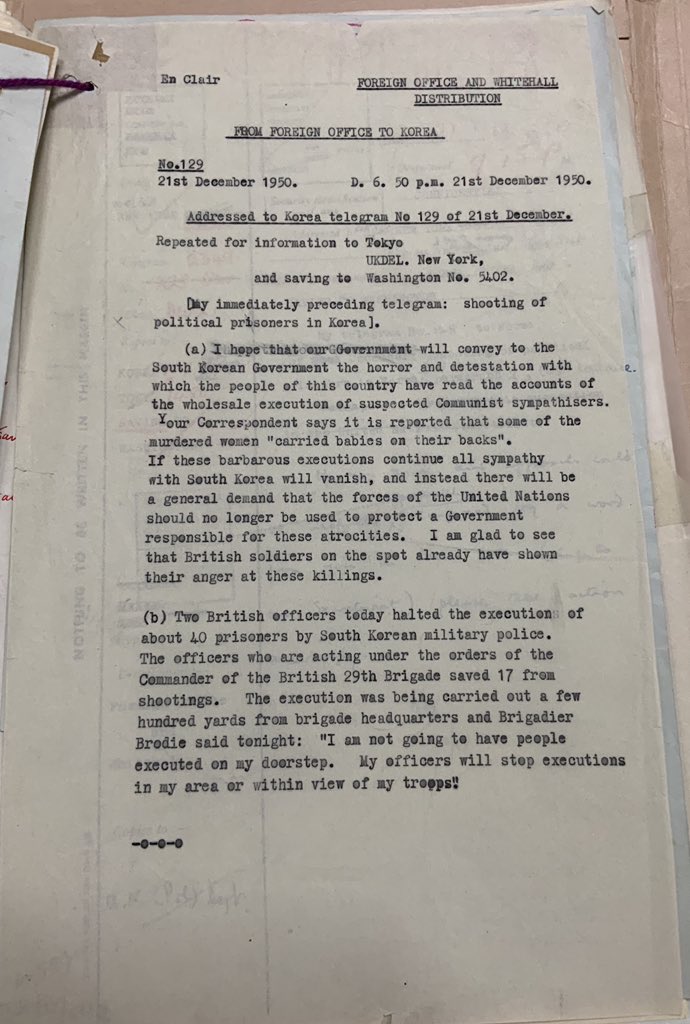 En Clair
FOREIGN OFFICE AND WHITEHALL
DISTRIBUTION
FROM FOREIGN OFFICE TO KOREA
No.129
21st December 1950. D. 6. 50 p.m. 21st December 1950.
Addressed to Korea telegram No 129 of 21st December.
Repeated for information to Tokyo
UKDEL. New York,
and saving to Washington No. 5402.
[My immediately preceding telegram: shooting of
political prisoners in Korea].
(a) I hope that our Government will convey to the
South Korean Government the horror and detestation with
which the people of this country have read the accounts of
the wholesale execution of suspected Communist sympathisers.
Your Correspondent says it is reported that some of the
murdered women "carried babies on their backs".
If these barbarous executions continue all sympathy
with South Korea will vanish, and instead there will be
a general demand that the forces of the United Nations
should no longer be used to protect a Government
responsible for these atrocities. I am glad to see
that British soldiers on the spot already have shown
their anger at these killings.
(b) Two British officers today halted the executions of
about 40 prisoners by South Korean military police.
The officers who are acting under the orders of the
Commander of the British 29th Brigade saved 17 from
shootings. The execution was being carried out a few
hundred yards from brigade headquarters and Brigadier
Brodie said tonight: "I am not going to have people
executed on my doorstep. My officers will stop executions
in my area or within view of my troops".
-o-o-o
NOTHING TO BE WRITTEN IN THIS